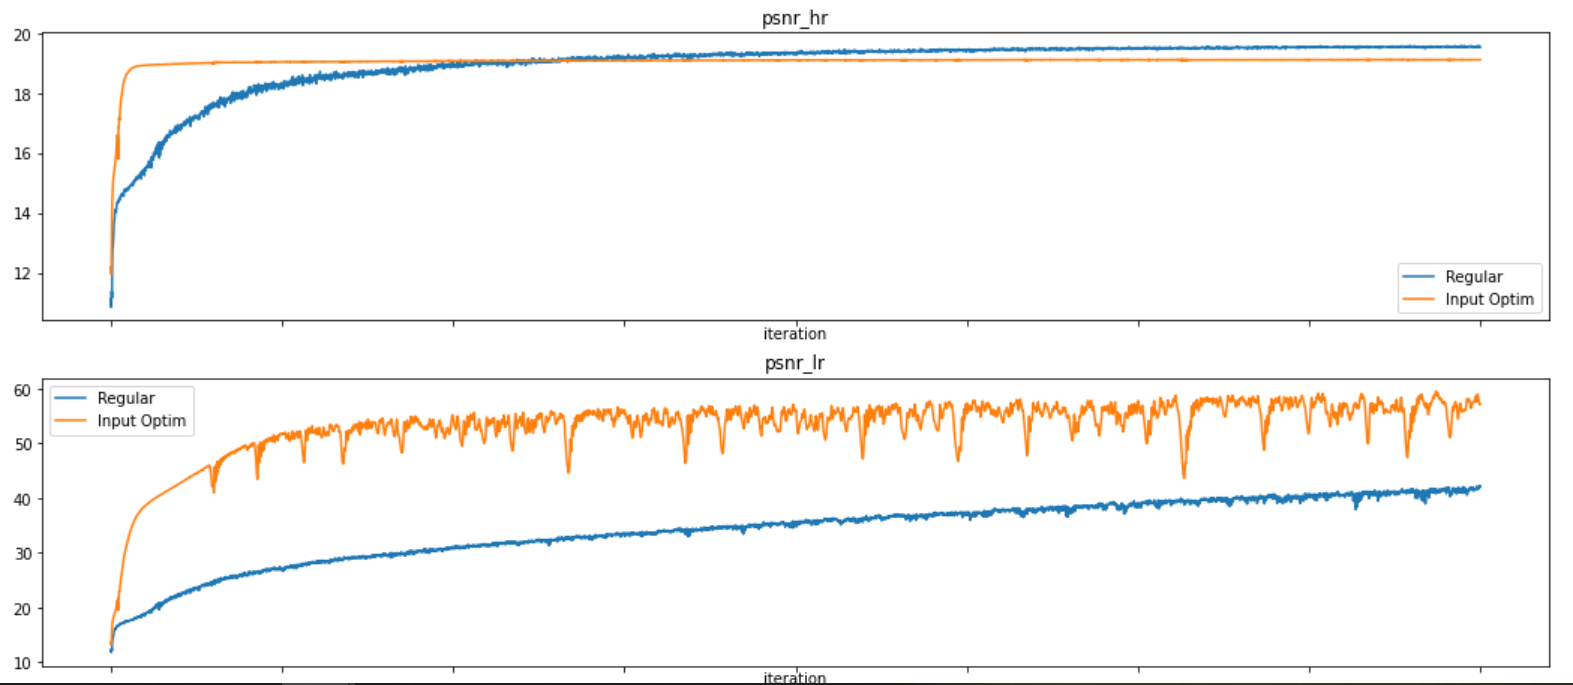 psnr_hr
20
18
16
14
12
Regular
Input Optim
iteration
psnr_lr
60
50
40
30
20
10
Regular
Input Optim
iteration